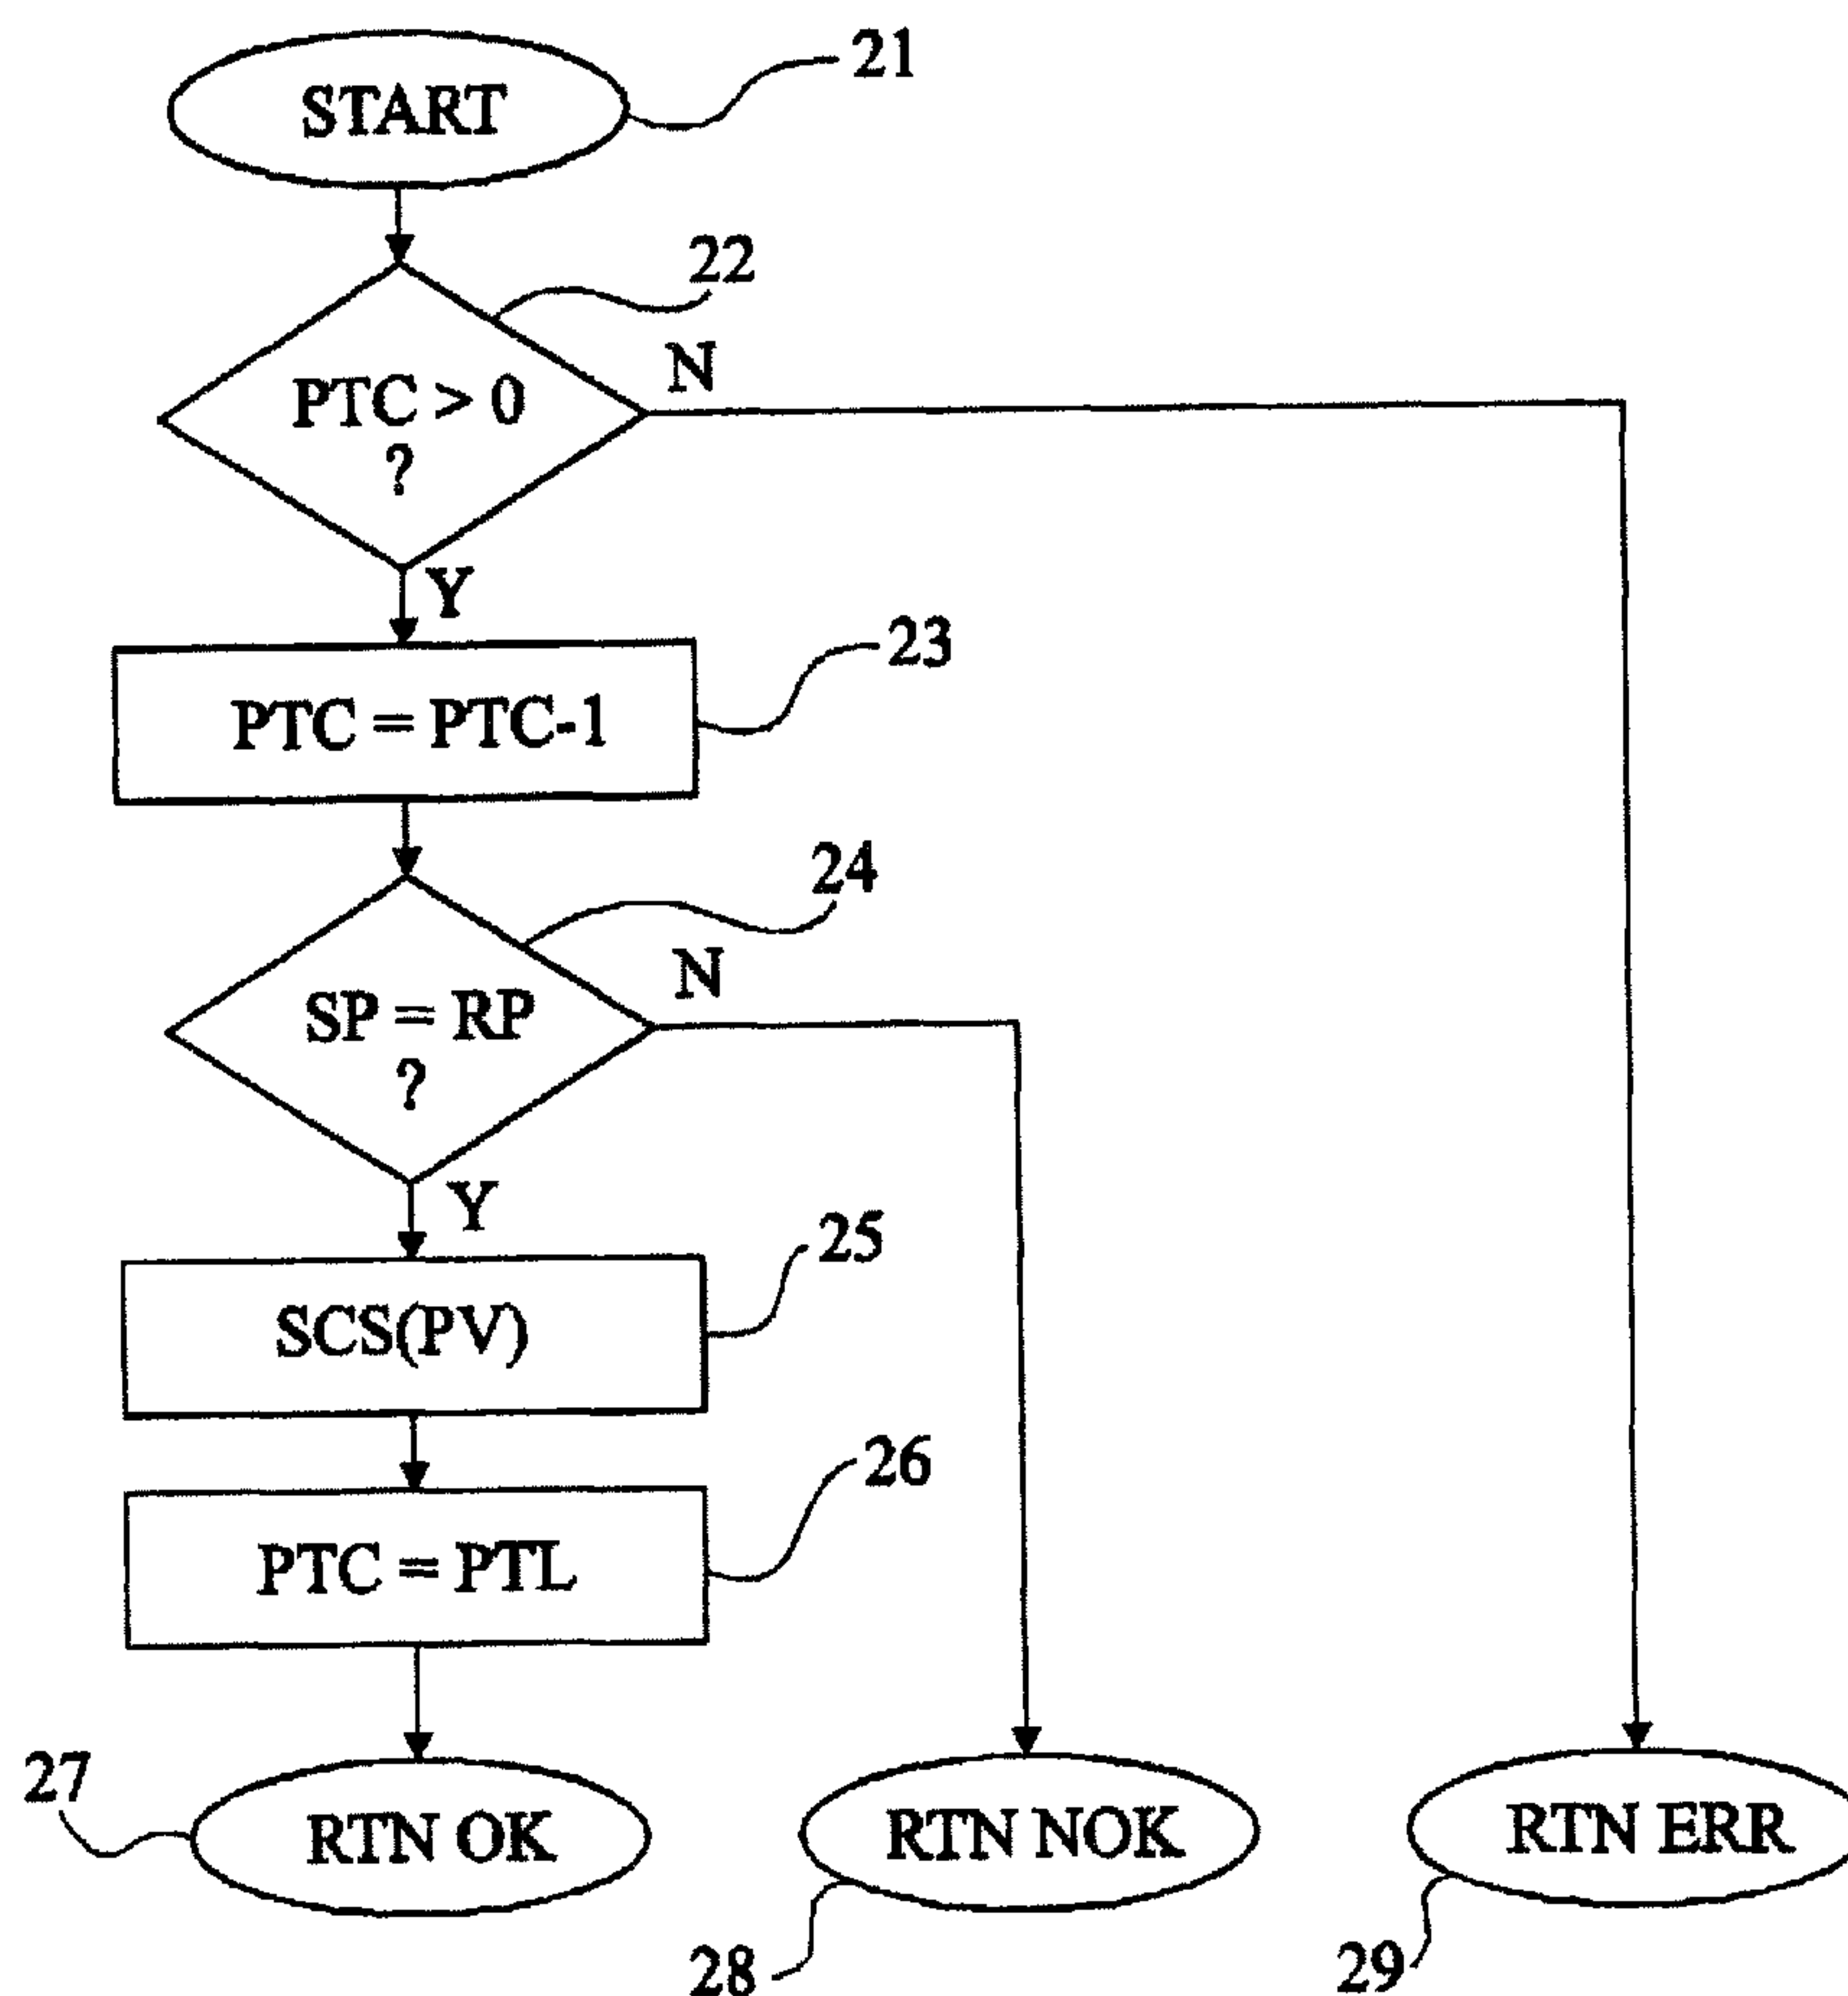 START
21
22
PTC > 0
?
N
Y
PTC = PTC-1
23
24
SP = RP
?
N
Y
SCS(PV)
25
PTC = PTL
26
27
RTN OK
RTN NOK
28
RTN ERR
29